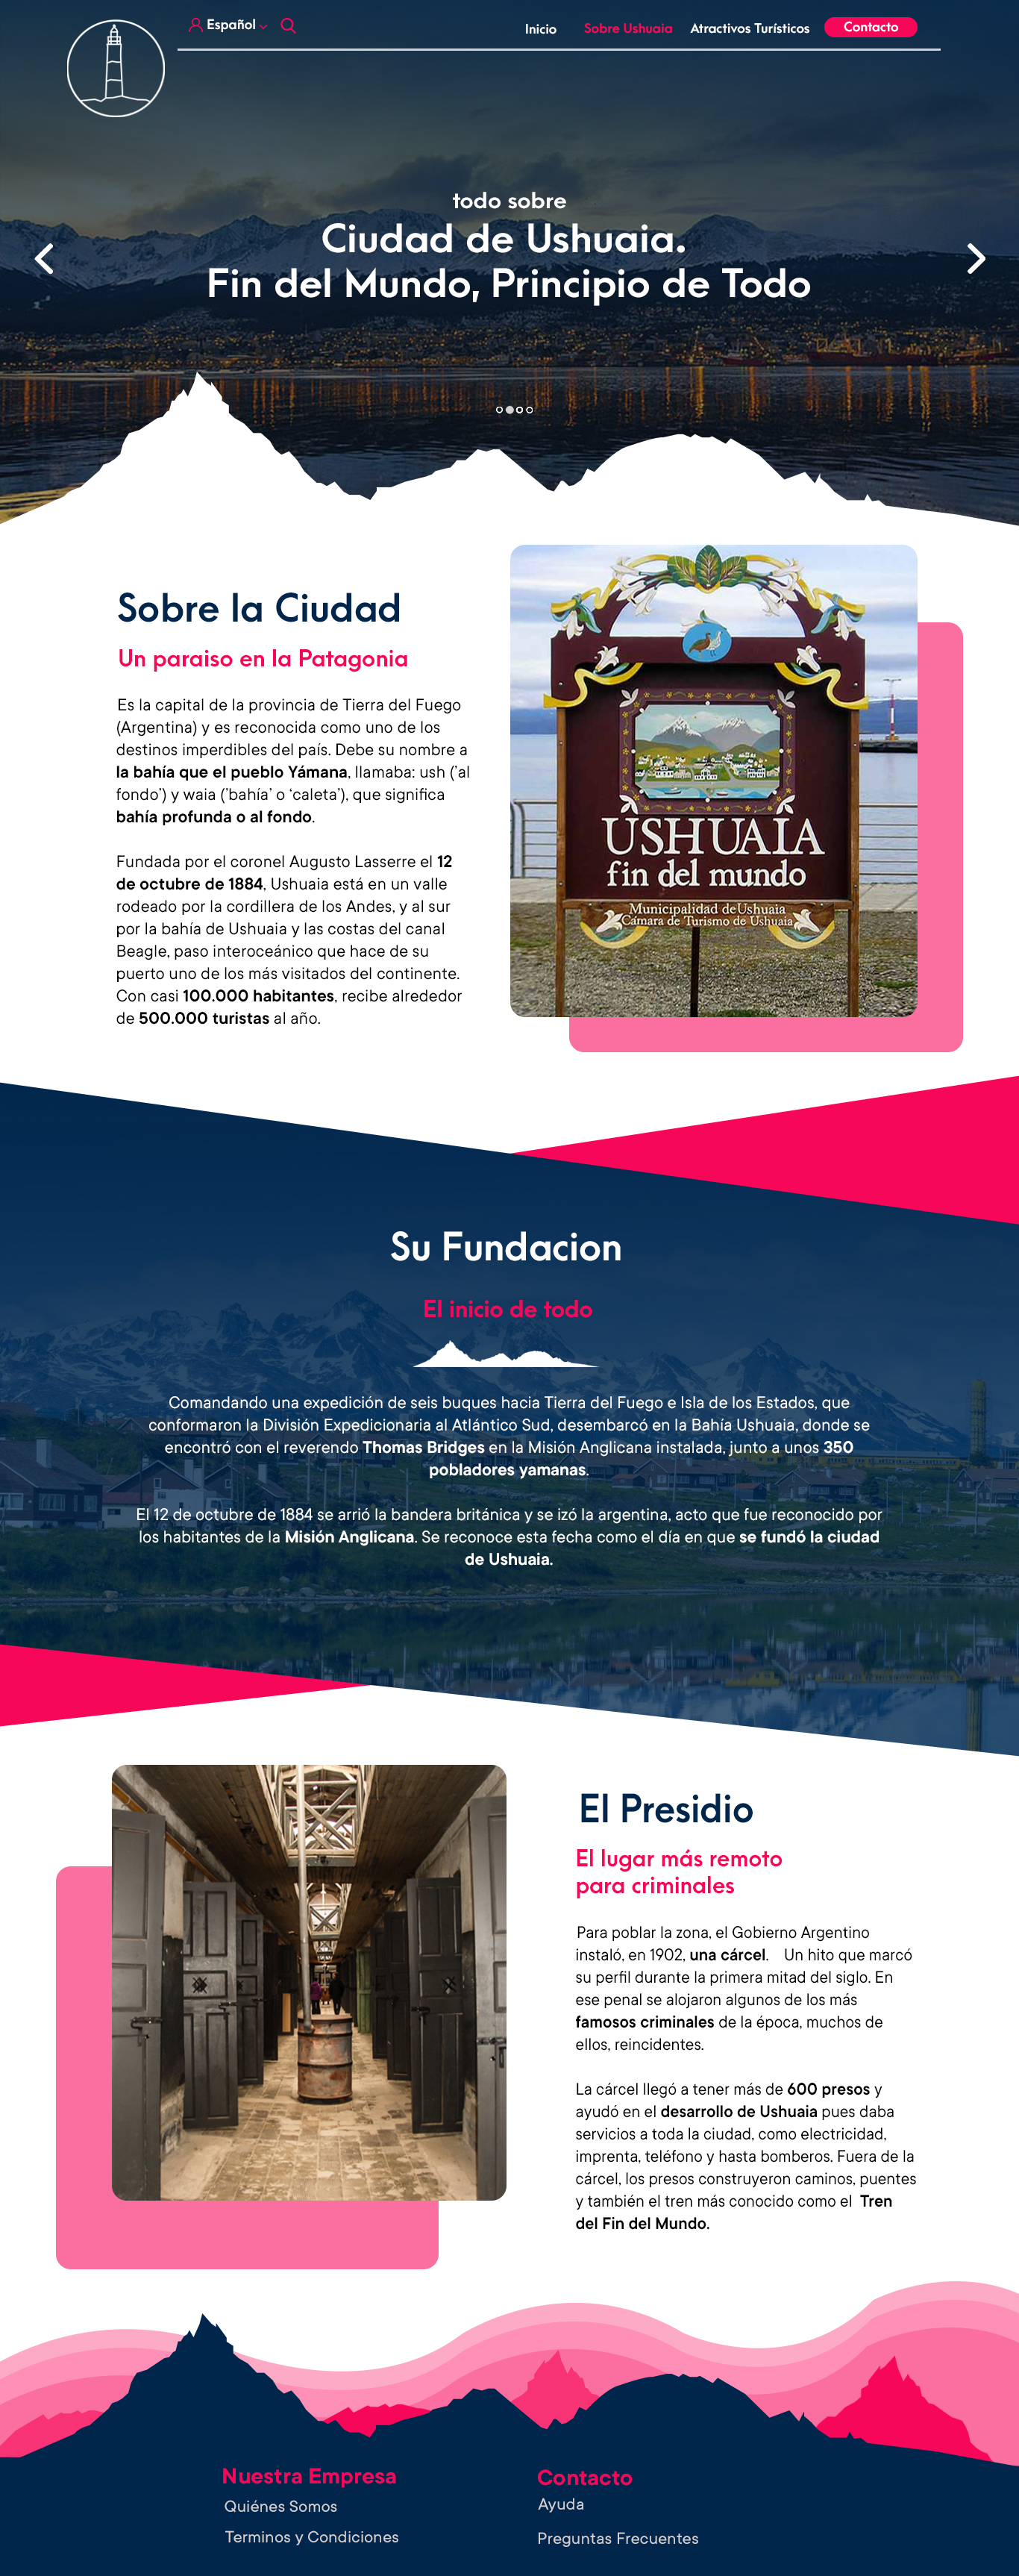 Español
Inicio
Sobre Ushuaia
Atractivos Turísticos
Contacto
todo sobre
Ciudad de Ushuaia.
Fin del Mundo, Principio de Todo
Sobre la Ciudad
Un paraiso en la Patagonia
Es la capital de la provincia de Tierra del Fuego
(Argentina) y es reconocida como uno de los
destinos imperdibles del país. Debe su nombre a
la bahía que el pueblo Yámana, llamaba: ush (’al
fondo’) y waia (’bahía’ o ‘caleta’), que significa
bahía profunda o al fondo.
Fundada por el coronel Augusto Lasserre el 12
de octubre de 1884, Ushuaia está en un valle
rodeado por la cordillera de los Andes, y al sur
por la bahía de Ushuaia y las costas del canal
Beagle, paso interoceánico que hace de su
puerto uno de los más visitados del continente.
Con casi 100.000 habitantes, recibe alrededor
de 500.000 turistas al año.
USHUAIA
fin del mundo
Municipalidad de Ushuaia
Cámara de Turismo de Ushuaia
Su Fundacion
El inicio de todo
Comandando una expedición de seis buques hacia Tierra del Fuego e Isla de los Estados, que
conformaron la División Expedicionaria al Atlántico Sud, desembarcó en la Bahía Ushuaia, donde se
encontró con el reverendo Thomas Bridges en la Misión Anglicana instalada, junto a unos 350
pobladores yamanas.
El 12 de octubre de 1884 se arrió la bandera británica y se izó la argentina, acto que fue reconocido por
los habitantes de la Misión Anglicana. Se reconoce esta fecha como el día en que se fundó la ciudad
de Ushuaia.
El Presidio
El lugar más remoto
para criminales
Para poblar la zona, el Gobierno Argentino
instaló, en 1902, una cárcel. Un hito que marcó
su perfil durante la primera mitad del siglo. En
ese penal se alojaron algunos de los más
famosos criminales de la época, muchos de
ellos, reincidentes.
La cárcel llegó a tener más de 600 presos y
ayudó en el desarrollo de Ushuaia pues daba
servicios a toda la ciudad, como electricidad,
imprenta, teléfono y hasta bomberos. Fuera de la
cárcel, los presos construyeron caminos, puentes
y también el tren más conocido como el Tren
del Fin del Mundo.
Nuestra Empresa
Quiénes Somos
Terminos y Condiciones
Contacto
Ayuda
Preguntas Frecuentes